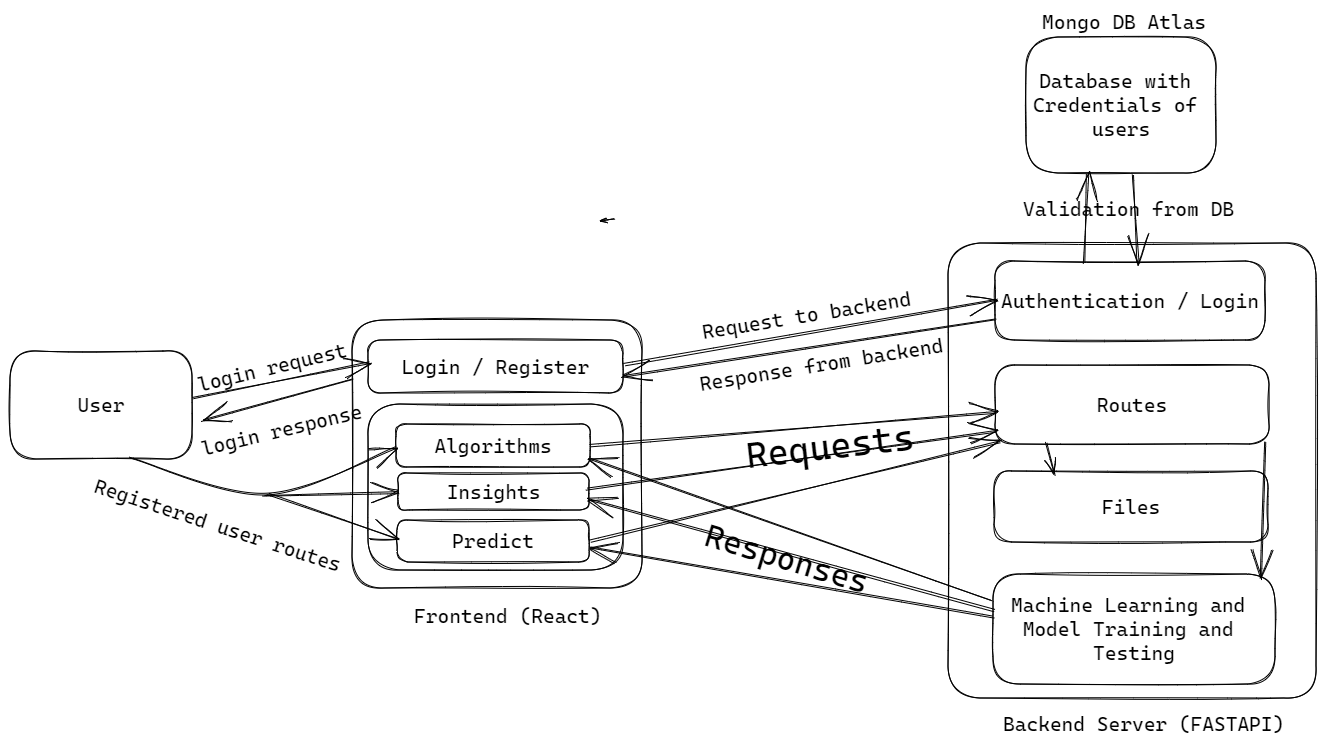 Mongo DB Atlas
Database with
Credentials of
users
Validation from DB
Authentication / Login
Request to backend
Response from backend
login request
Login / Register
User
login response
Routes
Algorithms
Requests
Insights
Registered user routes
Files
Predict
Responses
Machine Learning and
Model Training and
Testing
Frontend (React)
Backend Server (FASTAPI)